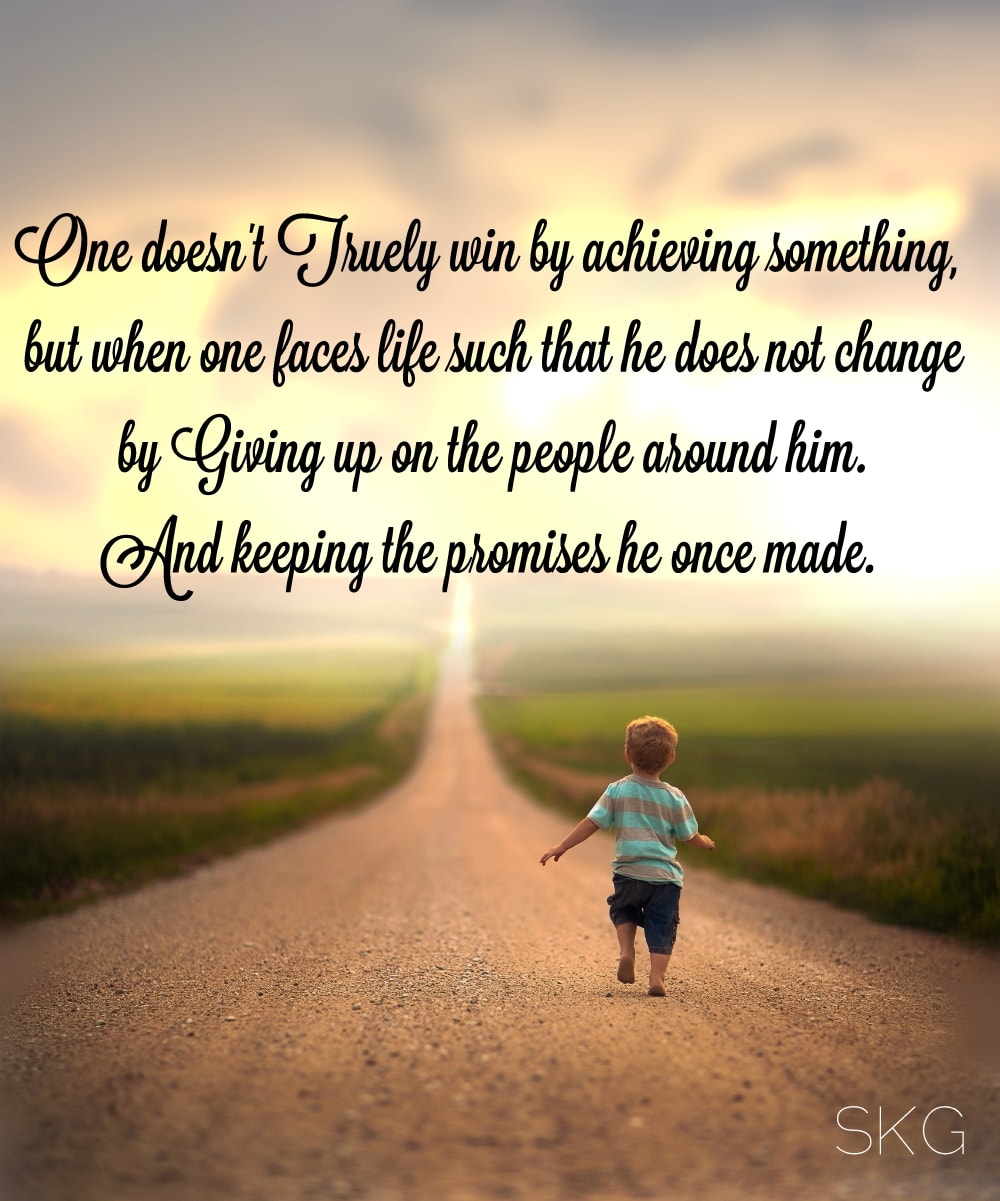 One doesn't Truely win by achieving something,
but when one faces life such that he does not change
by Giving up on the people around him.
And keeping the promises he once made.
SKG